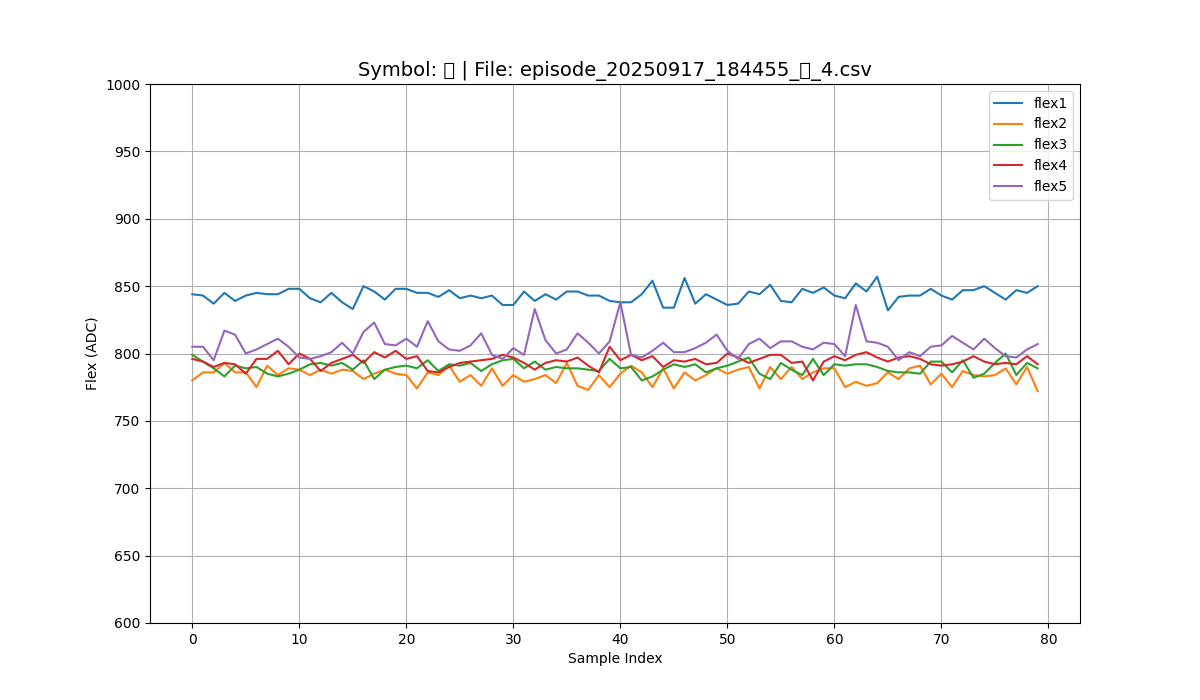 Symbol: | File: episode_20250917_184455_ _4.csv
1000
950
900
850
800
750
700
650
600
Flex (ADC)
flex1
flex2
flex3
flex4
flex5
0 10 20 30 40 50 60 70 80
Sample Index